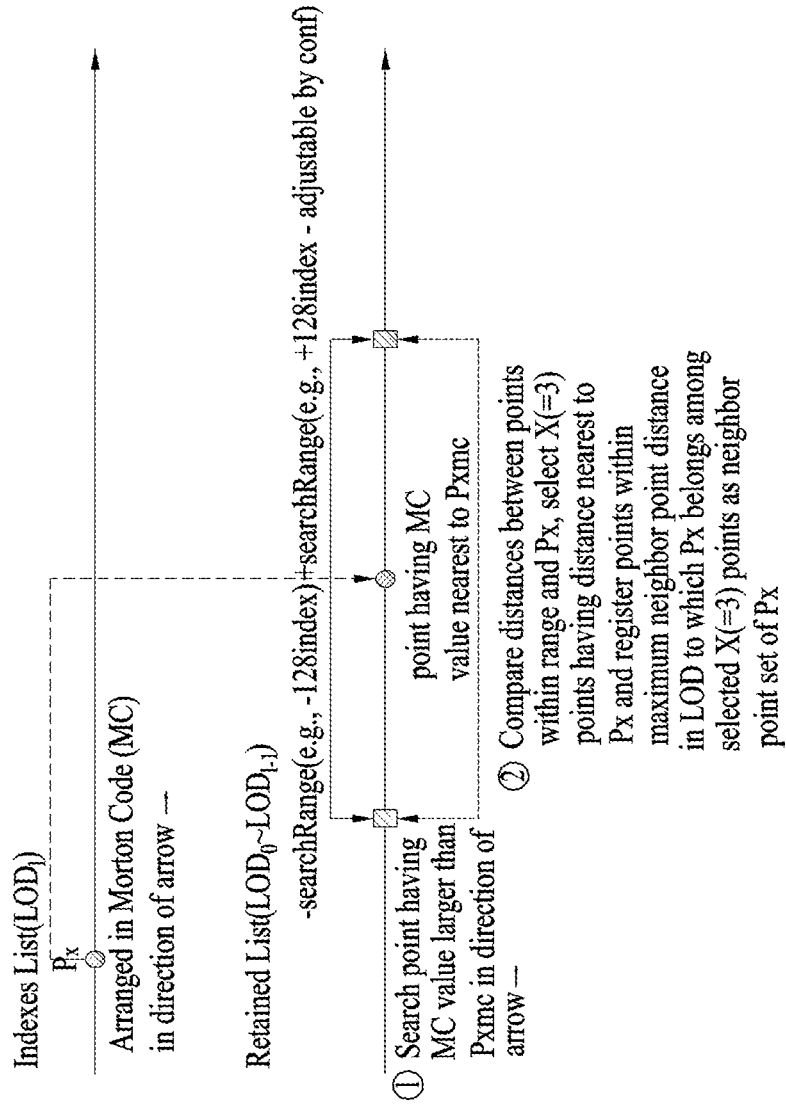 Indexes List(LOD₁)
Pₓ
Arranged in Morton Code (MC)
in direction of arrow —
Retained List(LOD₀~LOD₁₋₁)
-searchRange(e.g., -128index)+searchRange(e.g., +128index - adjustable by conf)
① Search point having
MC value larger than
Pxmc in direction of
arrow —
point having MC
value nearest to Pxmc
② Compare distances between points
within range and Px, select X(=3)
points having distance nearest to
Px and register points within
maximum neighbor point distance
in LOD to which Px belongs among
selected X(=3) points as neighbor
point set of Px